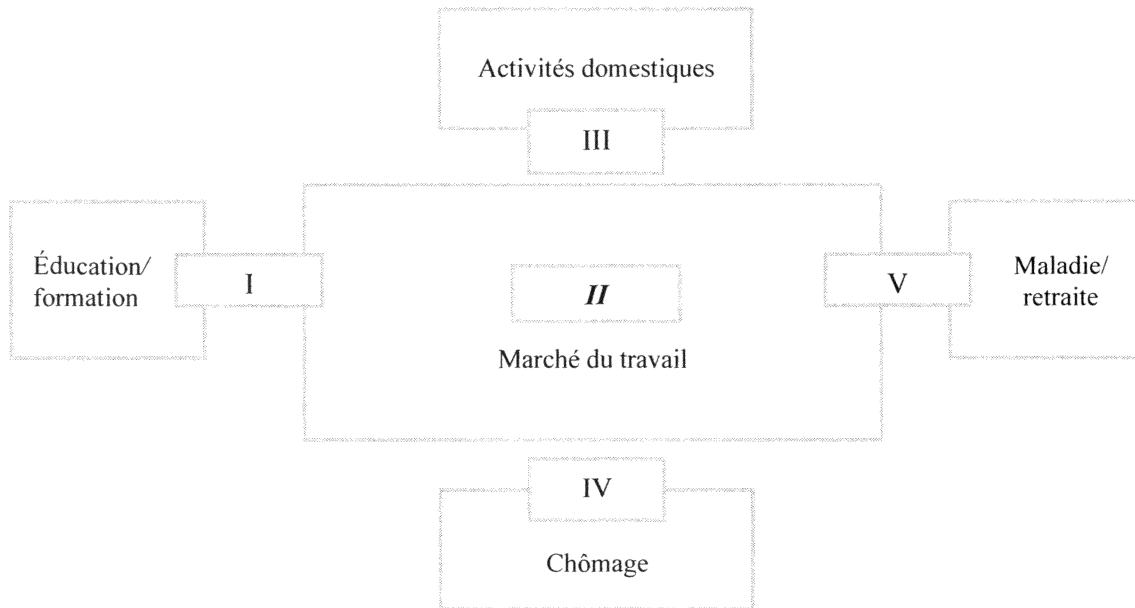 Activités domestiques
III
Éducation/
formation
I
II
Marché du travail
V
Maladie/
retraite
IV
Chômage